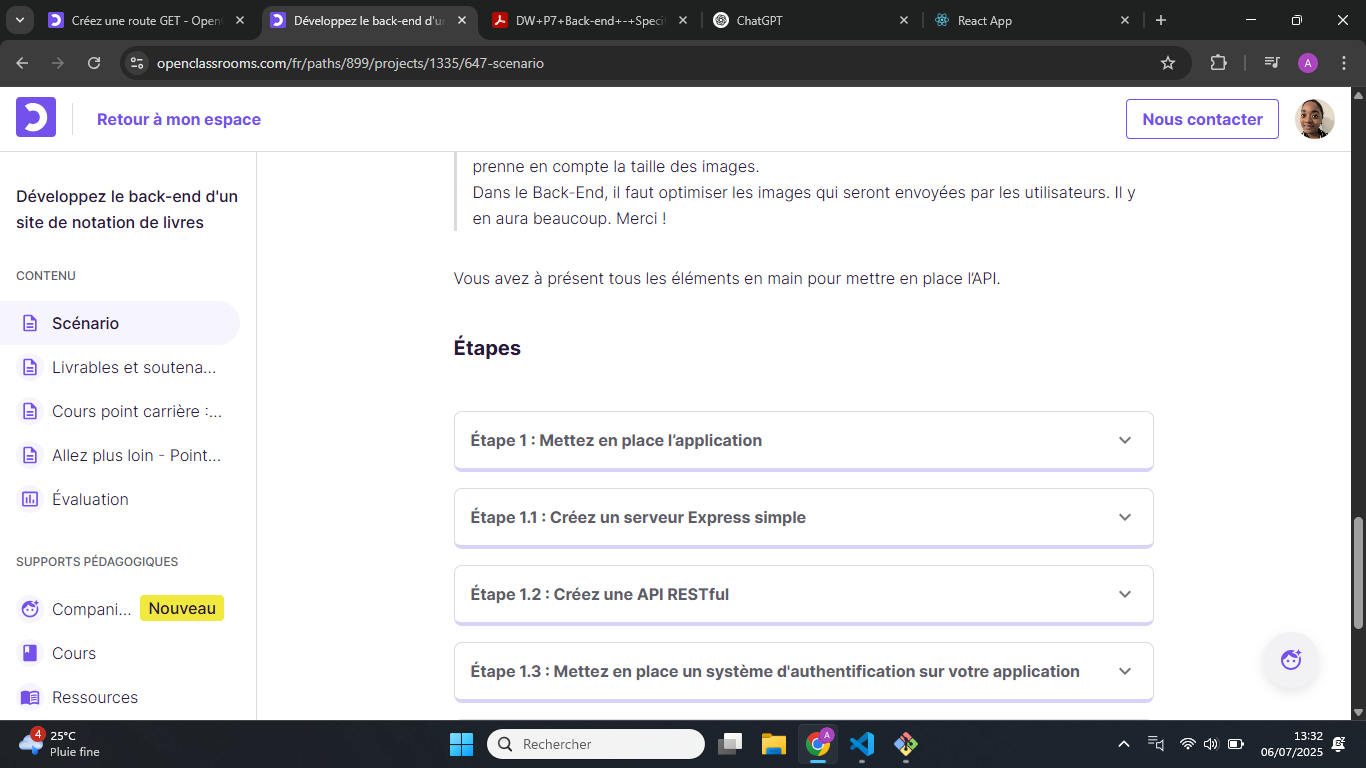 Créez une route GET - Open
Développez le back-end d'un
DW+P7+Back-end+-+Speci
ChatGPT
React App
openclassrooms.com/fr/paths/899/projects/1335/647-scenario
A
Retour à mon espace
Nous contacter
Développez le back-end d'un
site de notation de livres
CONTENU
Scénario
Livrables et soutena...
Cours point carrière :...
Allez plus loin - Point...
Évaluation
SUPPORTS PÉDAGOGIQUES
Compani...
Nouveau
Cours
Ressources
prenne en compte la taille des images.
Dans le Back-End, il faut optimiser les images qui seront envoyées par les utilisateurs. Il y
en aura beaucoup. Merci !
Vous avez à présent tous les éléments en main pour mettre en place l’API.
Étapes
Étape 1 : Mettez en place l’application
Étape 1.1 : Créez un serveur Express simple
Étape 1.2 : Créez une API RESTful
Étape 1.3 : Mettez en place un système d'authentification sur votre application
4
25°C
Pluie fine
Rechercher
A
13:32
06/07/2025